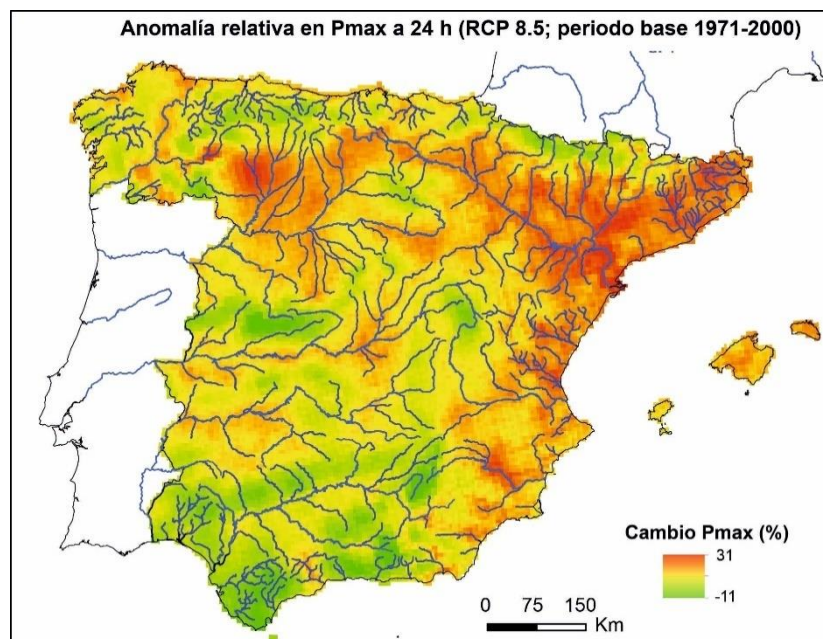 Anomalía relativa en Pmax a 24 h (RCP 8.5; periodo base 1971-2000)
Cambio Pmax (%)
31
-11
0 75 150
Km